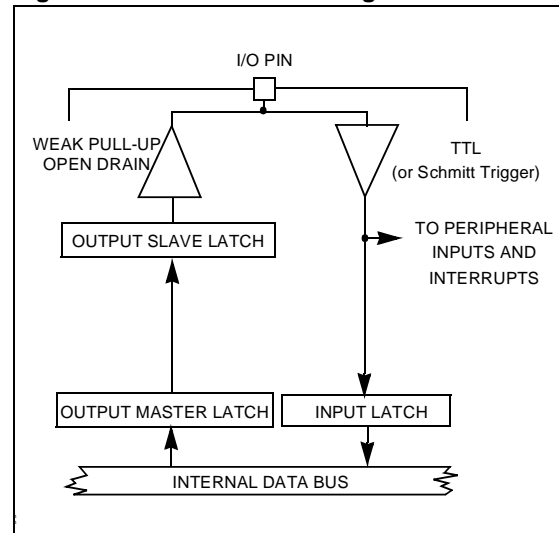 I/O PIN
WEAK PULL-UP
OPEN DRAIN
TTL
(or Schmitt Trigger)
TO PERIPHERAL
INPUTS AND
INTERRUPTS
OUTPUT SLAVE LATCH
OUTPUT MASTER LATCH
INPUT LATCH
INTERNAL DATA BUS